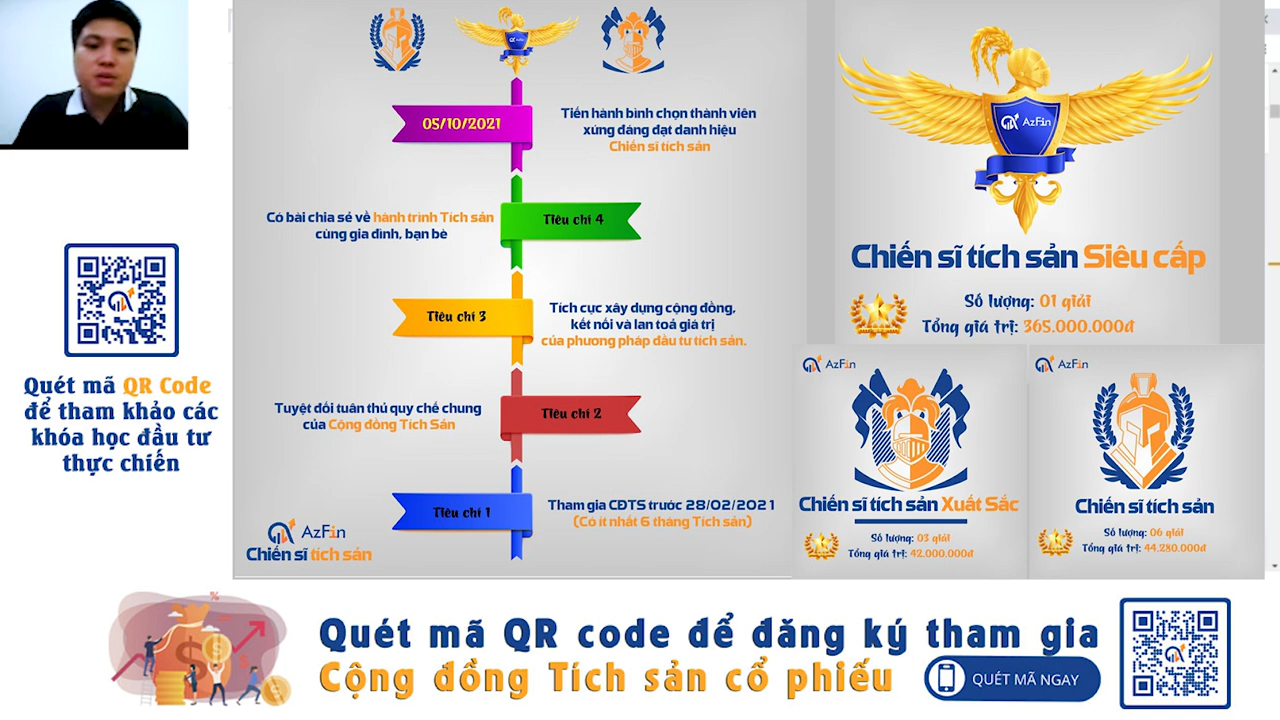 05/10/2021
Tiến hành bình chọn thành viên
xứng đáng đạt danh hiệu
Chiến sĩ tích sản
Có bài chia sẻ về hành trình Tích sản
cùng gia đình, bạn bè
Tiêu chí 4
Tiêu chí 3
Tích cực xây dựng cộng đồng,
kết nối và lan toả giá trị
của phương pháp đầu tư tích sản.
Tuyệt đối tuân thủ quy chế chung
của Cộng đồng Tích Sản
Tiêu chí 2
Tiêu chí 1
Tham gia CĐTS trước 28/02/2021
(Có ít nhất 6 tháng Tích sản)
AzFin
Chiến sĩ tích sản
AzFin
Chiến sĩ tích sản Siêu cấp
Số lượng: 01 giải
Tổng giá trị: 365.000.000đ
AzFin
Chiến sĩ tích sản Xuất Sắc
Số lượng: 03 giải
Tổng giá trị: 42.000.000đ
AzFin
Chiến sĩ tích sản
Số lượng: 06 giải
Tổng giá trị: 44.280.000đ
Quét mã QR Code
để tham khảo các
khóa học đầu tư
thực chiến
Quét mã QR code để đăng ký tham gia
Cộng đồng Tích sản cổ phiếu
QUÉT MÃ NGAY